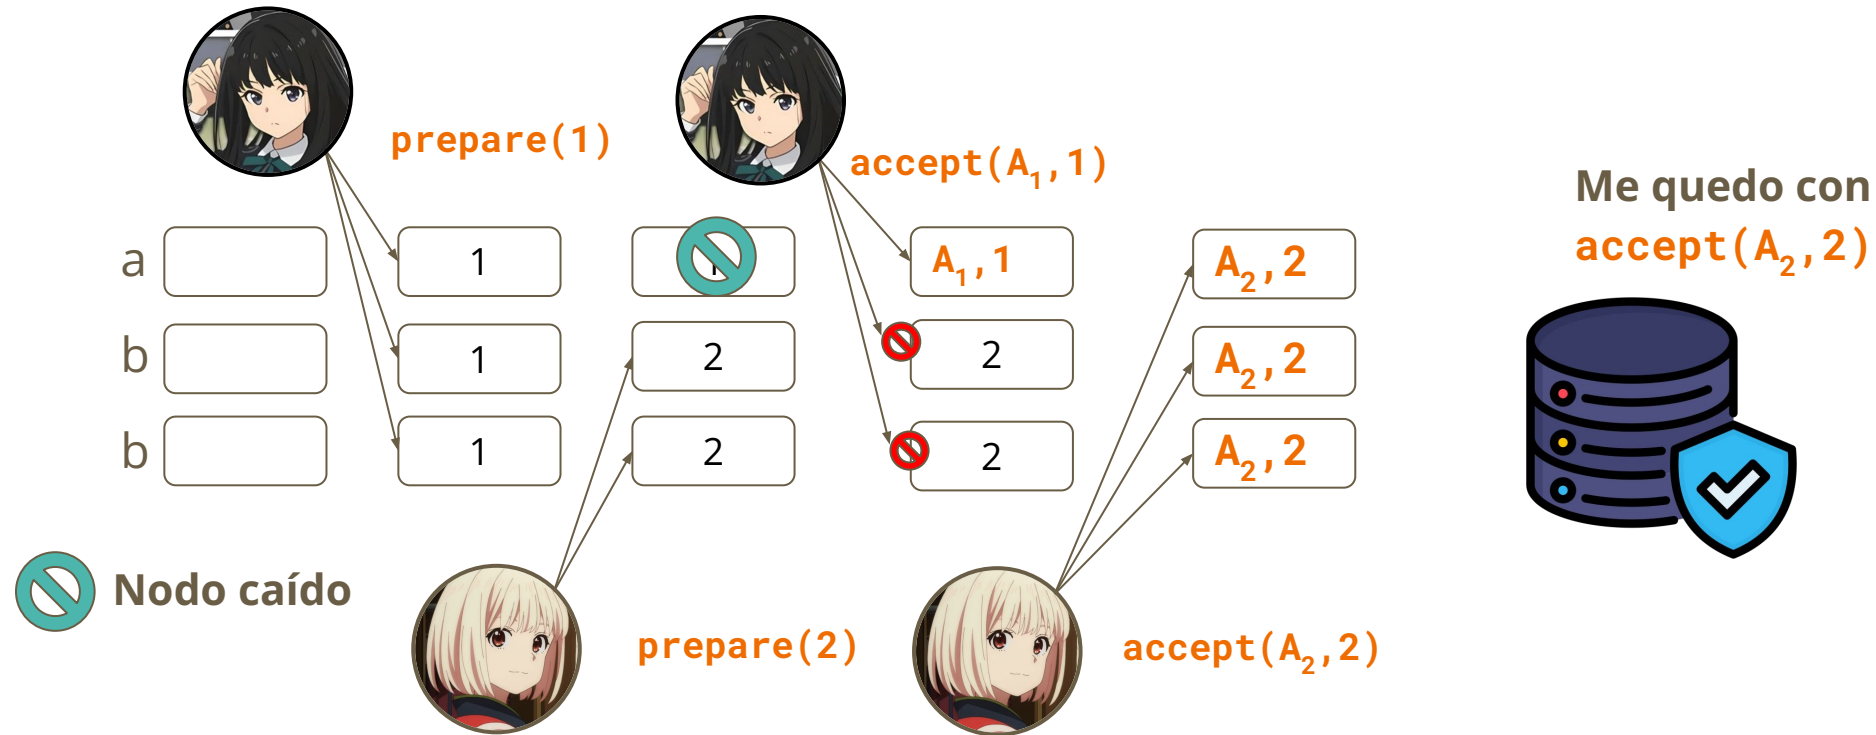 prepare(1)
accept(A1,1)
Me quedo con
accept(A2,2)
a
1
A1,1
A2,2
b
1
2
2
A2,2
b
1
2
2
A2,2
Nodo caído
prepare(2)
accept(A2,2)